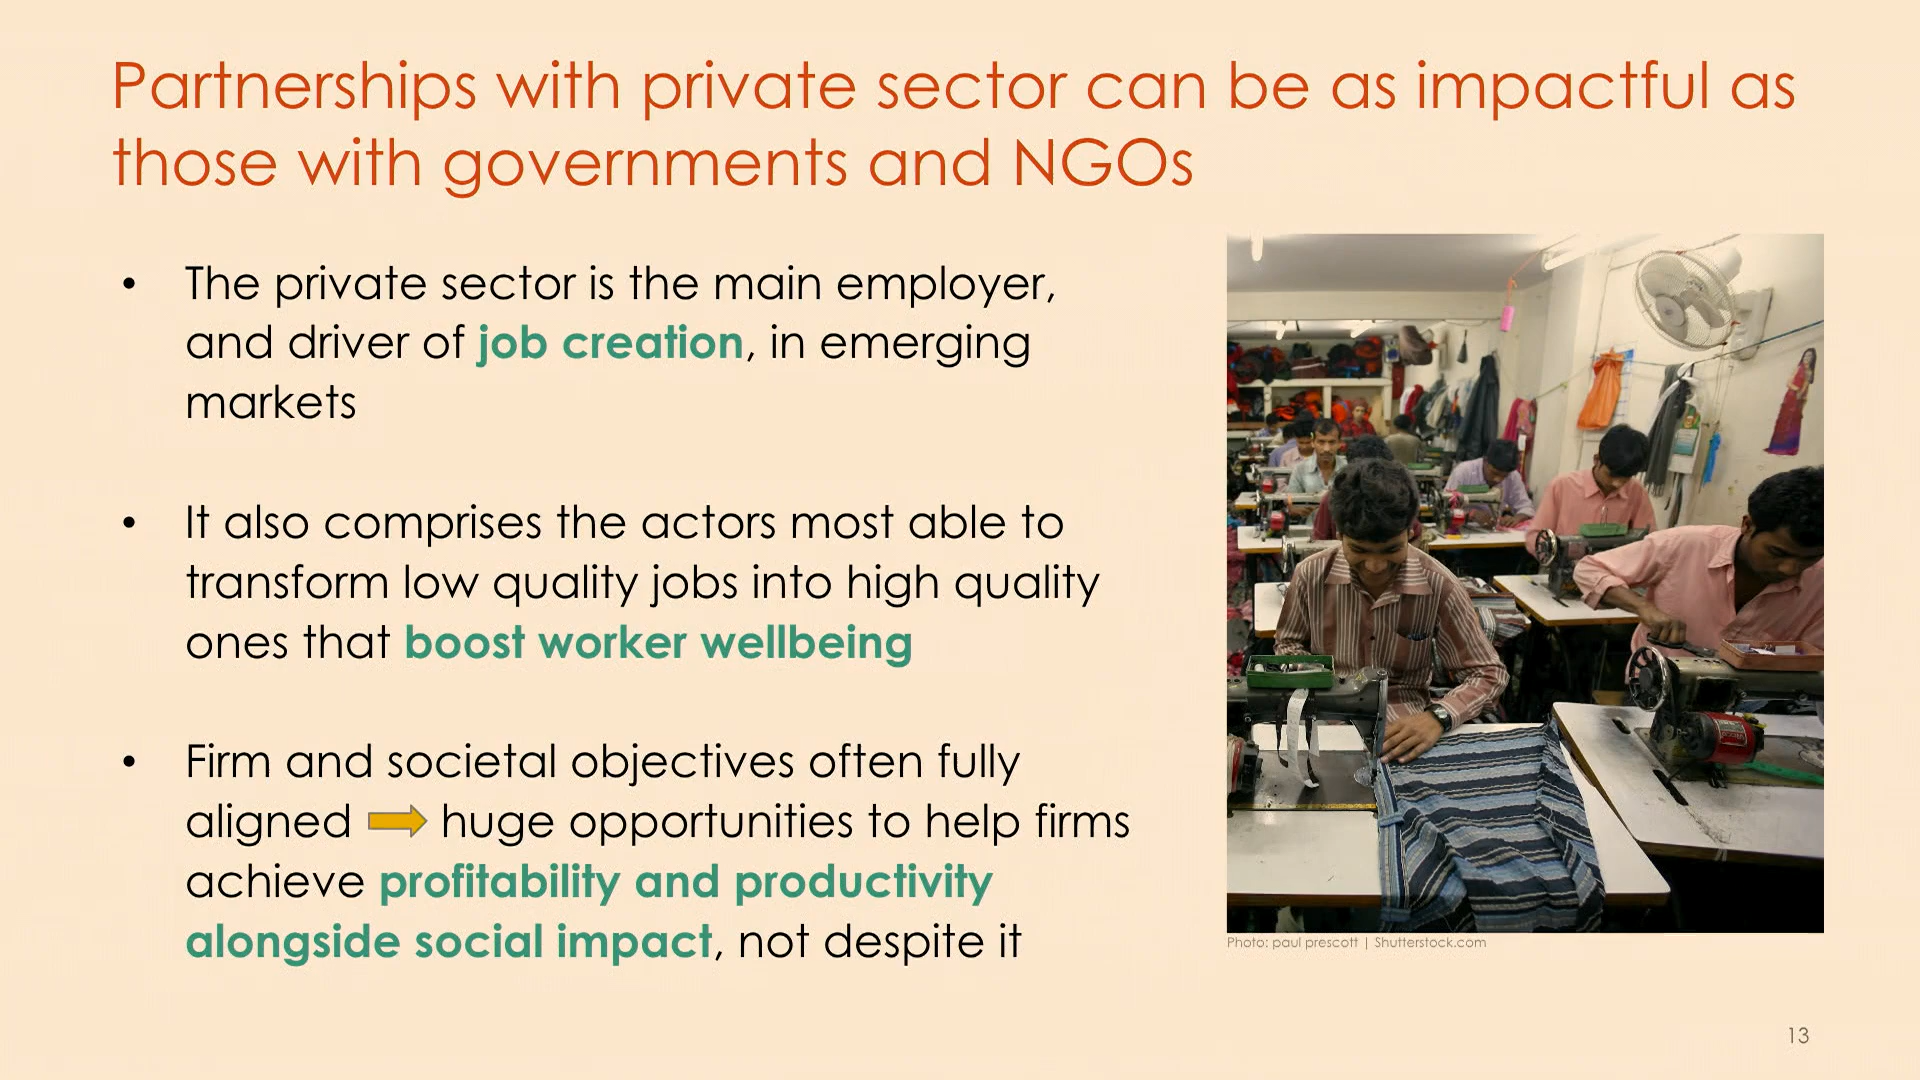 Partnerships with private sector can be as impactful as
those with governments and NGOs
• The private sector is the main employer,
and driver of job creation, in emerging
markets
• It also comprises the actors most able to
transform low quality jobs into high quality
ones that boost worker wellbeing
• Firm and societal objectives often fully
aligned huge opportunities to help firms
achieve profitability and productivity
alongside social impact, not despite it
Photo: paul prescott | Shutterstock.com
13